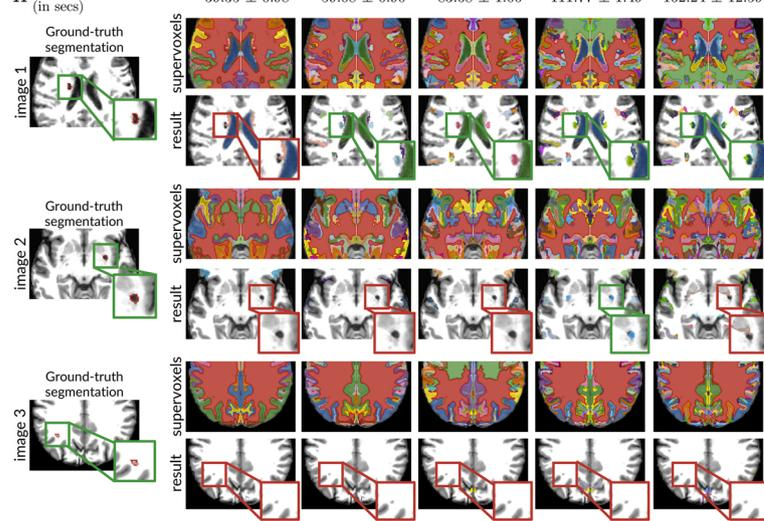 (in secs)
Ground-truth
segmentation
image 1
supervoxels
result
Ground-truth
segmentation
image 2
supervoxels
result
Ground-truth
segmentation
image 3
supervoxels
result